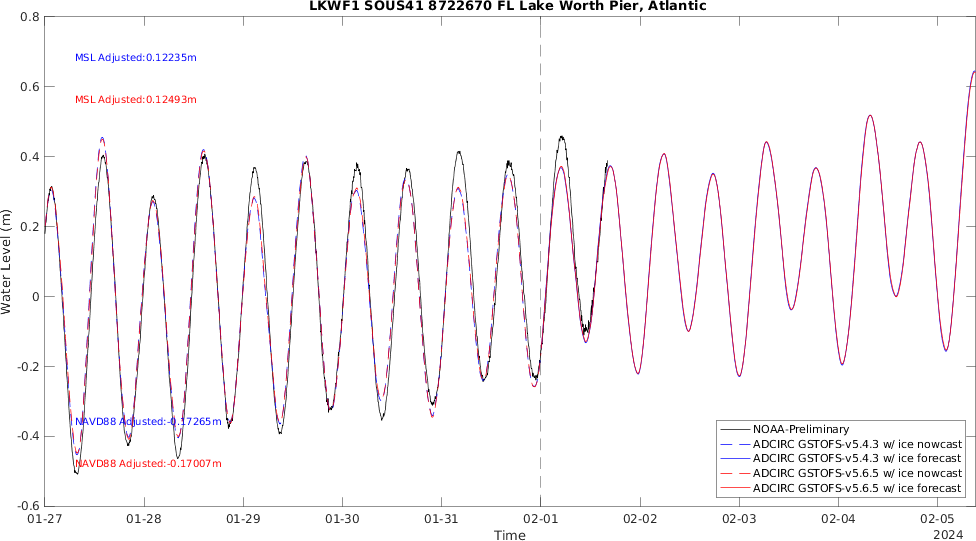 LKWF1 SOUS41 8722670 FL Lake Worth Pier, Atlantic
0.8
0.6
0.4
0.2
0
-0.2
-0.4
-0.6
Water Level (m)
MSL Adjusted:0.12235m
MSL Adjusted:0.12493m
NAVD88 Adjusted:-0.17265m
NAVD88 Adjusted:-0.17007m
NOAA-Preliminary
ADCIRC GSTOFS-v5.4.3 w/ ice nowcast
ADCIRC GSTOFS-v5.4.3 w/ ice forecast
ADCIRC GSTOFS-v5.6.5 w/ ice nowcast
ADCIRC GSTOFS-v5.6.5 w/ ice forecast
01-27 01-28 01-29 01-30 01-31 02-01 02-02 02-03 02-04 02-05
2024
Time